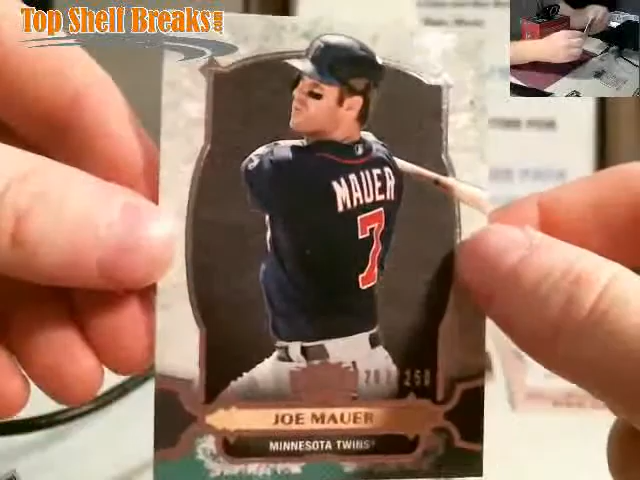 Top Shelf Breaks.com
MAUER
7
JOE MAUER
MINNESOTA TWINS